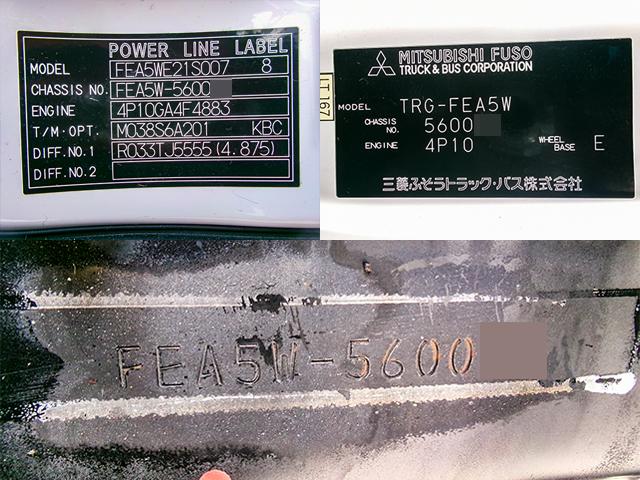 POWER LINE LABEL
MODEL FEA5WE21S007 8
CHASSIS NO. FEA5W-5600
ENGINE 4P10GA4F4883
T/M・OPT. M038S6A201 KBC
DIFF.NO.1 R033TJ5555(4.875)
DIFF.NO.2
MITSUBISHI FUSO
TRUCK & BUS CORPORATION
MODEL TRG-FEA5W
CHASSIS NO. 5600
ENGINE 4P10 WHEEL BASE E
三菱ふそうトラック・バス株式会社
FEA5W-5600